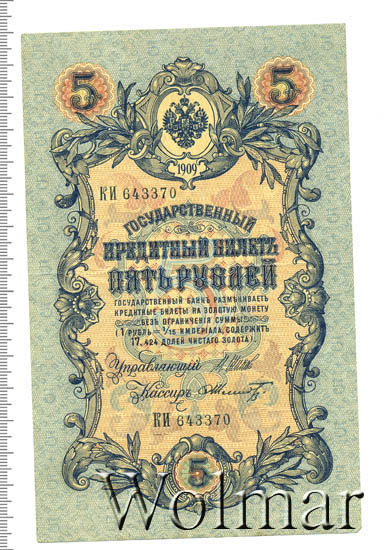 5 5
1909
КИ 643370
ГОСУДАРСТВЕННЫЙ
КРЕДИТНЫЙ БИЛЕТЪ
ПЯТЬ РУБЛЕЙ
ГОСУДАРСТВЕННЫЙ БАНКЪ РАЗМѢНИВАЕТЪ
КРЕДИТНЫЕ БИЛЕТЫ НА ЗОЛОТУЮ МОНЕТУ
БЕЗЪ ОГРАНИЧЕНІЯ СУММЫ
(1 РУБЛЬ = 1/15 ИМПЕРІАЛА, СОДЕРЖИТЪ
17,424 ДОЛЕЙ ЧИСТАГО ЗОЛОТА).
Управляющій
Кассиръ
КИ 643370
5
Wolmar